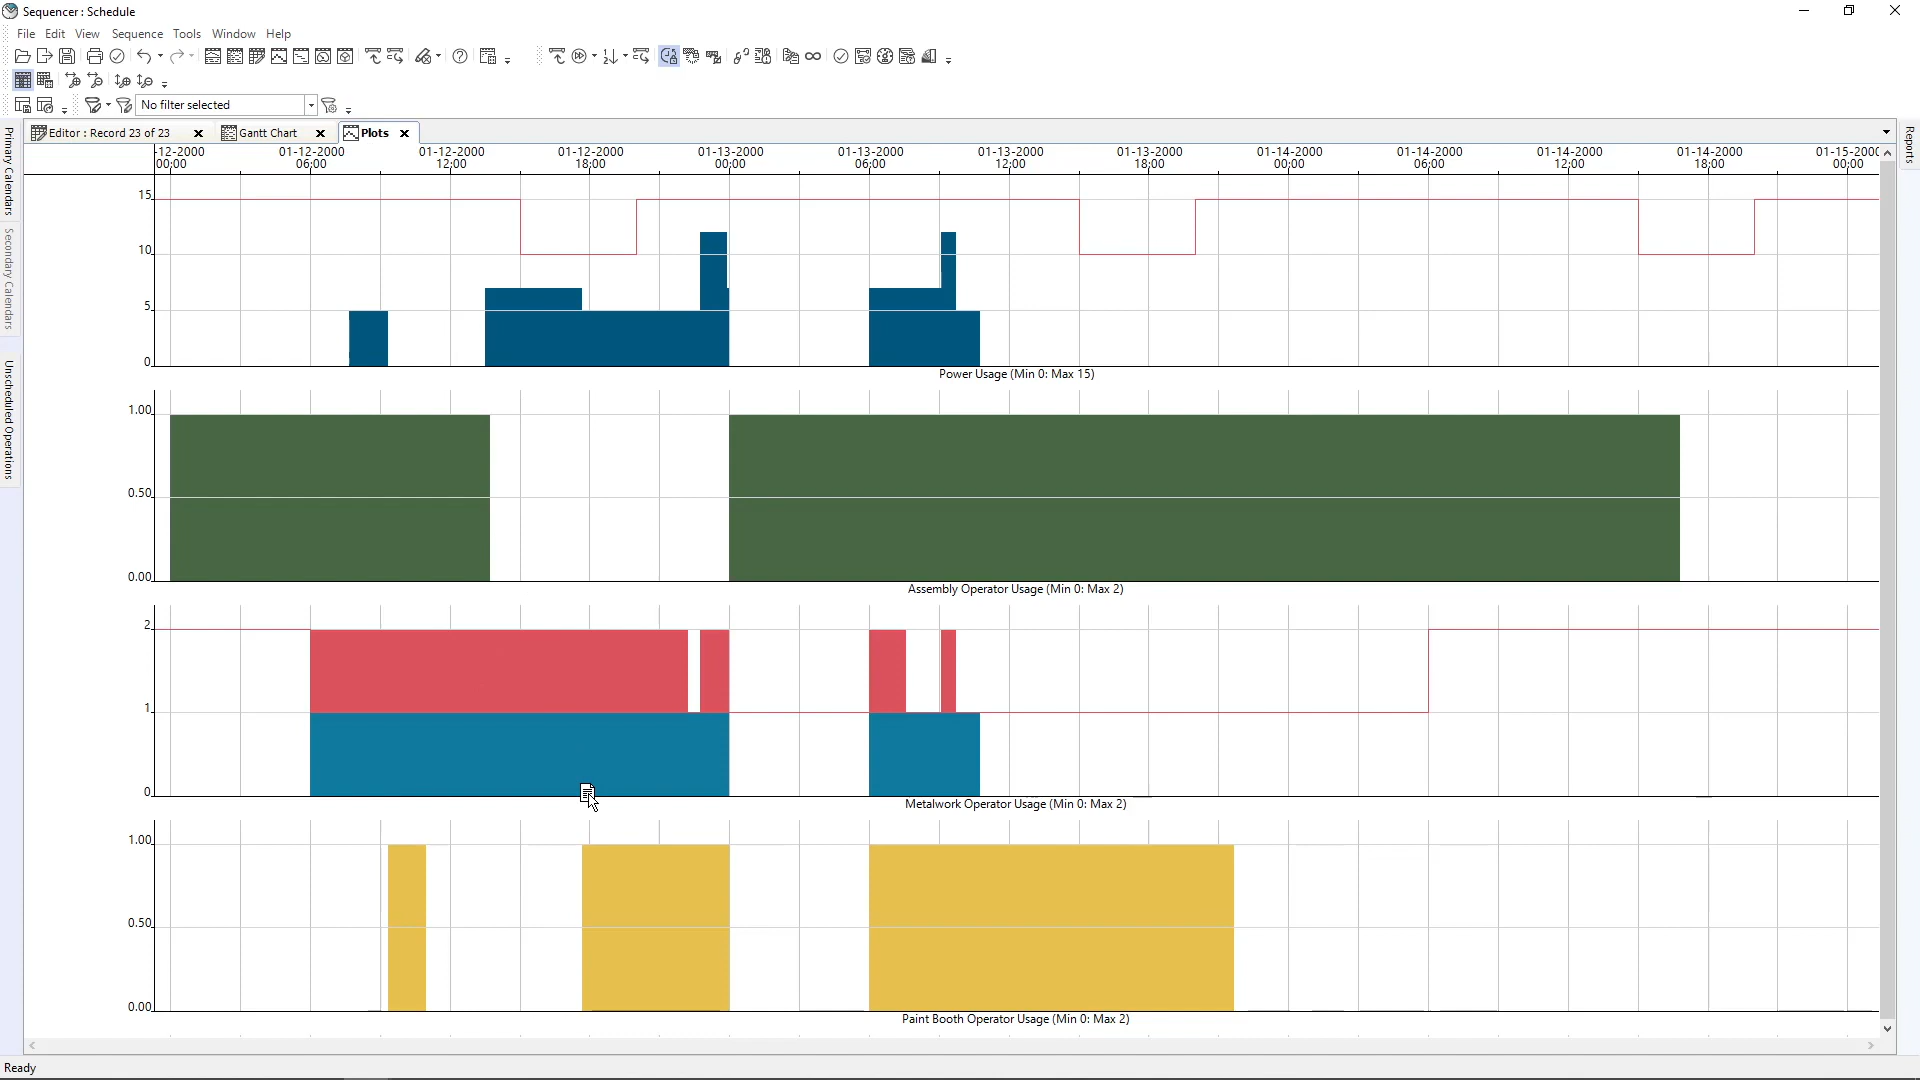 Sequencer : Schedule
File Edit View Sequence Tools Window Help
No filter selected
Editor : Record 23 of 23 Gantt Chart Plots
Primary Calendars
Secondary Calendars
Unscheduled Operations
Reports
-12-2000 01-12-2000 01-12-2000 01-12-2000 01-13-2000 01-13-2000 01-13-2000 01-13-2000 01-14-2000 01-14-2000 01-14-2000 01-14-2000 01-15-2000
00:00 06:00 12:00 18:00 00:00 06:00 12:00 18:00 00:00 06:00 12:00 18:00 00:00
15
10
5
0
Power Usage (Min 0: Max 15)
1.00
0.50
0.00
Assembly Operator Usage (Min 0: Max 2)
2
1
0
Metalwork Operator Usage (Min 0: Max 2)
1.00
0.50
0.00
Paint Booth Operator Usage (Min 0: Max 2)
Ready